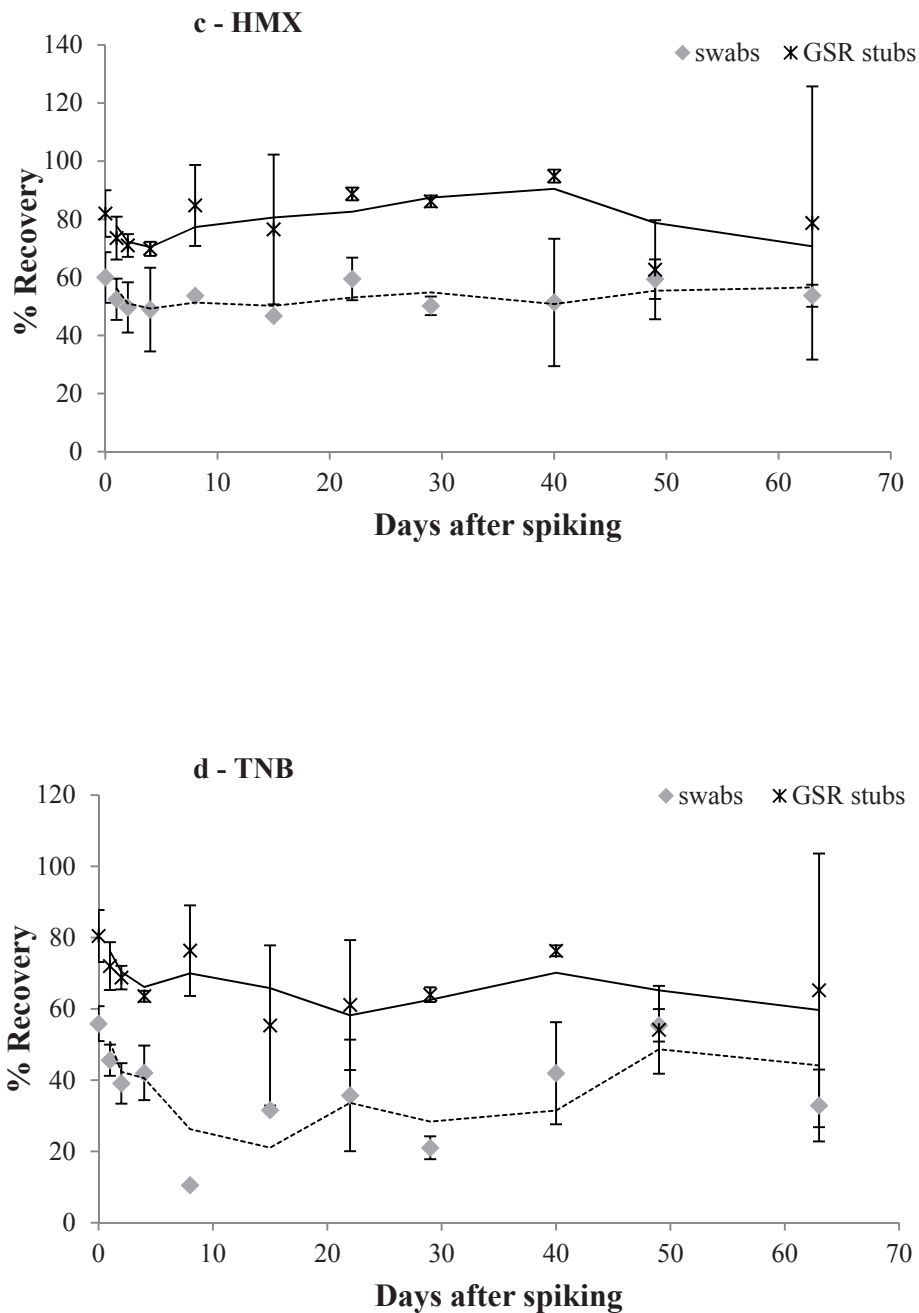 c - HMX
swabs GSR stubs
140
120
100
80
60
40
20
0
% Recovery
0 10 20 30 40 50 60 70
Days after spiking
d - TNB
swabs GSR stubs
120
100
80
60
40
20
0
% Recovery
0 10 20 30 40 50 60 70
Days after spiking